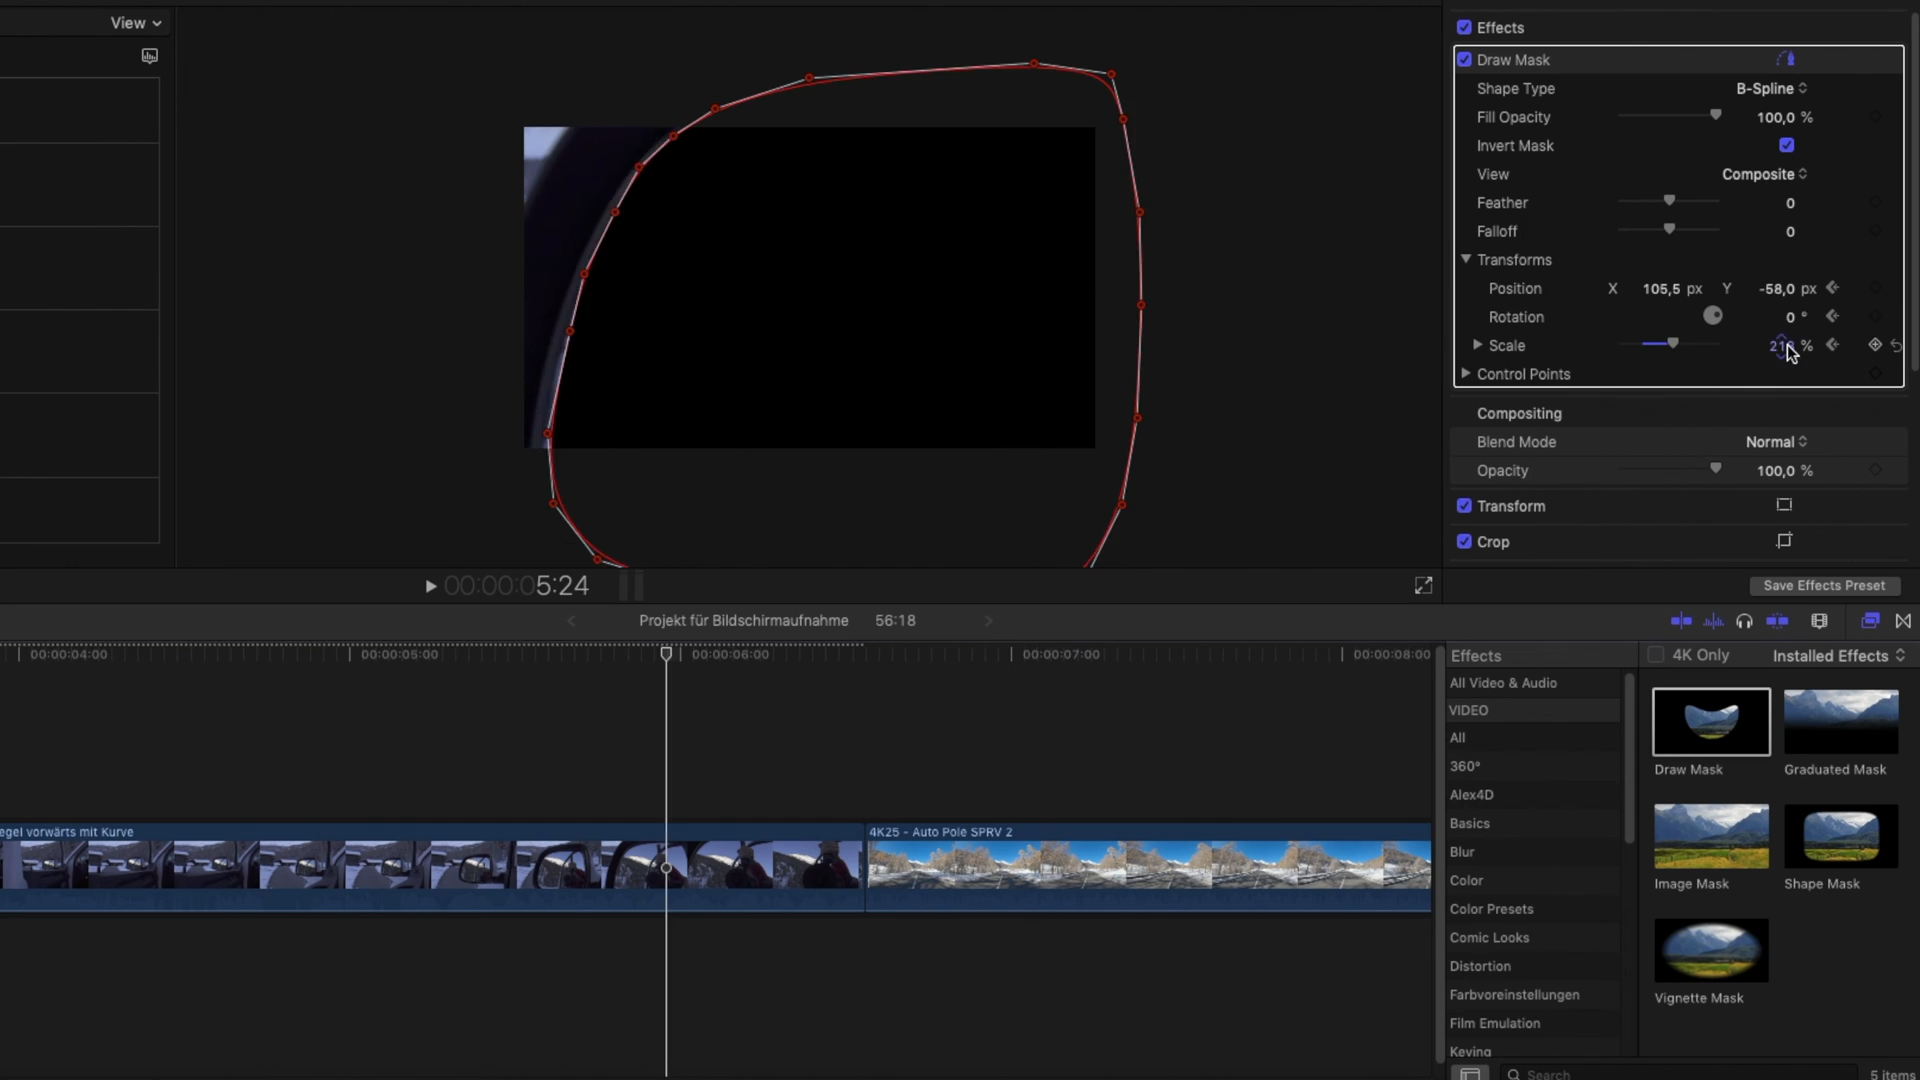 View
Effects
Draw Mask
Shape Type B-Spline
Fill Opacity 100,0 %
Invert Mask
View Composite
Feather 0
Falloff 0
Transforms
Position X 105,5 px Y -58,0 px
Rotation 0 °
Scale %
Control Points
Compositing
Blend Mode Normal
Opacity 100,0 %
Transform
Crop
00:00:05:24
Save Effects Preset
Projekt für Bildschirmaufnahme 56:18
00:00:04:00 00:00:05:00 00:00:06:00 00:00:07:00 00:00:08:00
Effects
4K Only
Installed Effects
All Video & Audio
VIDEO
All
360°
Alex4D
Basics
Blur
Color
Color Presets
Comic Looks
Distortion
Farbvoreinstellungen
Film Emulation
Keying
Draw Mask
Graduated Mask
Image Mask
Shape Mask
Vignette Mask
egel vorwärts mit Kurve
4K25 - Auto Pole SPRV 2
Search
5 items